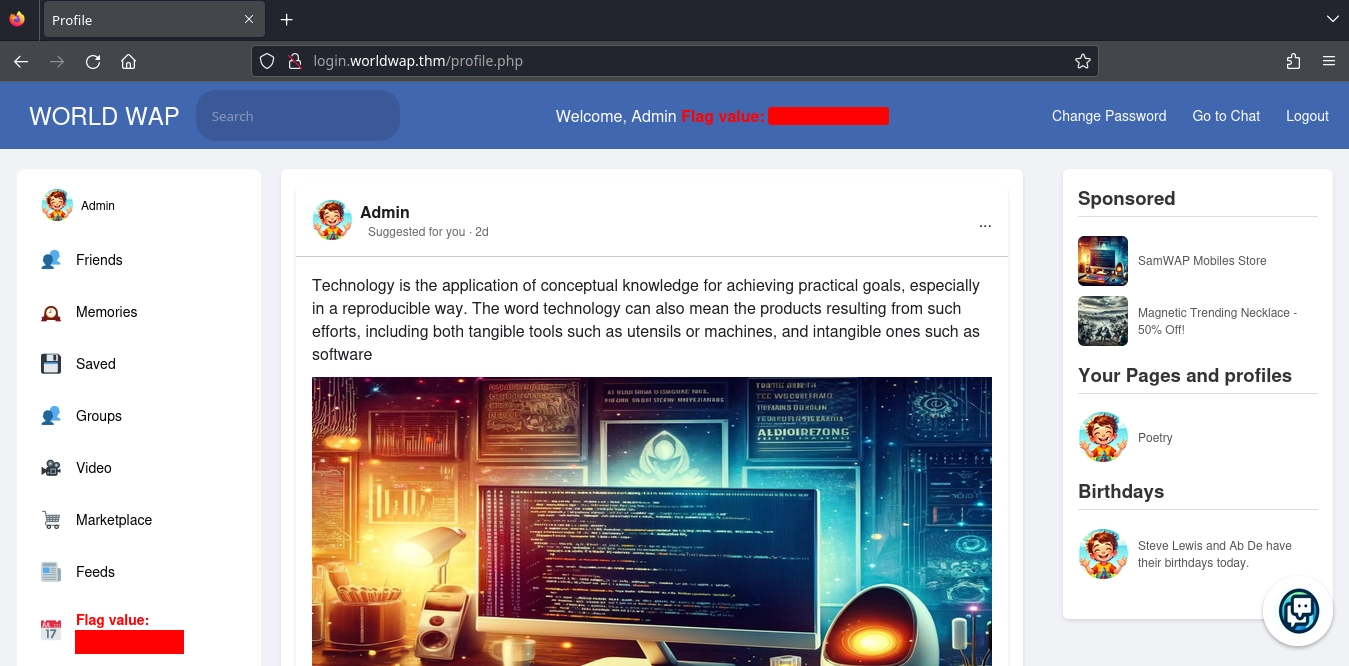 Profile
login.worldwap.thm/profile.php
WORLD WAP
Search
Welcome, Admin Flag value:
Change Password
Go to Chat
Logout
Admin
Friends
Memories
Saved
Groups
Video
Marketplace
Feeds
JUL
17
Flag value:
Admin
Suggested for you · 2d
...
Technology is the application of conceptual knowledge for achieving practical goals, especially
in a reproducible way. The word technology can also mean the products resulting from such
efforts, including both tangible tools such as utensils or machines, and intangible ones such as
software
Sponsored
SamWAP Mobiles Store
Magnetic Trending Necklace -
50% Off!
Your Pages and profiles
Poetry
Birthdays
Steve Lewis and Ab De have
their birthdays today.